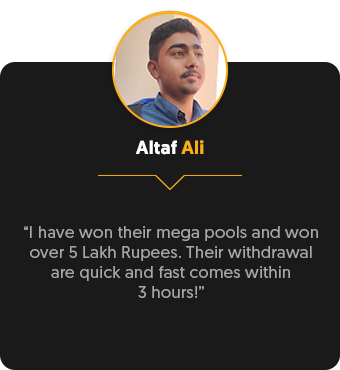 Altaf Ali
“I have won their mega pools and won
over 5 Lakh Rupees. Their withdrawal
are quick and fast comes within
3 hours!”